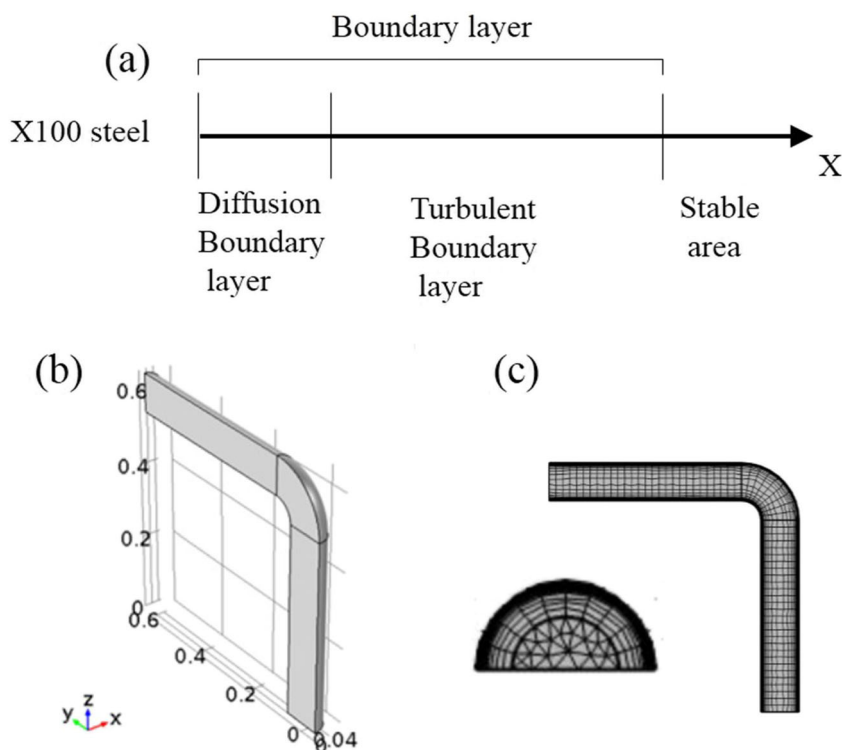 Boundary layer
(a)
X100 steel
X
Diffusion
Boundary
layer
Turbulent
Boundary
layer
Stable
area
(b)
0.6
0.4
0.2
0
0.6
0.4
0.2
0
0
0.04
z
y
x
(c)